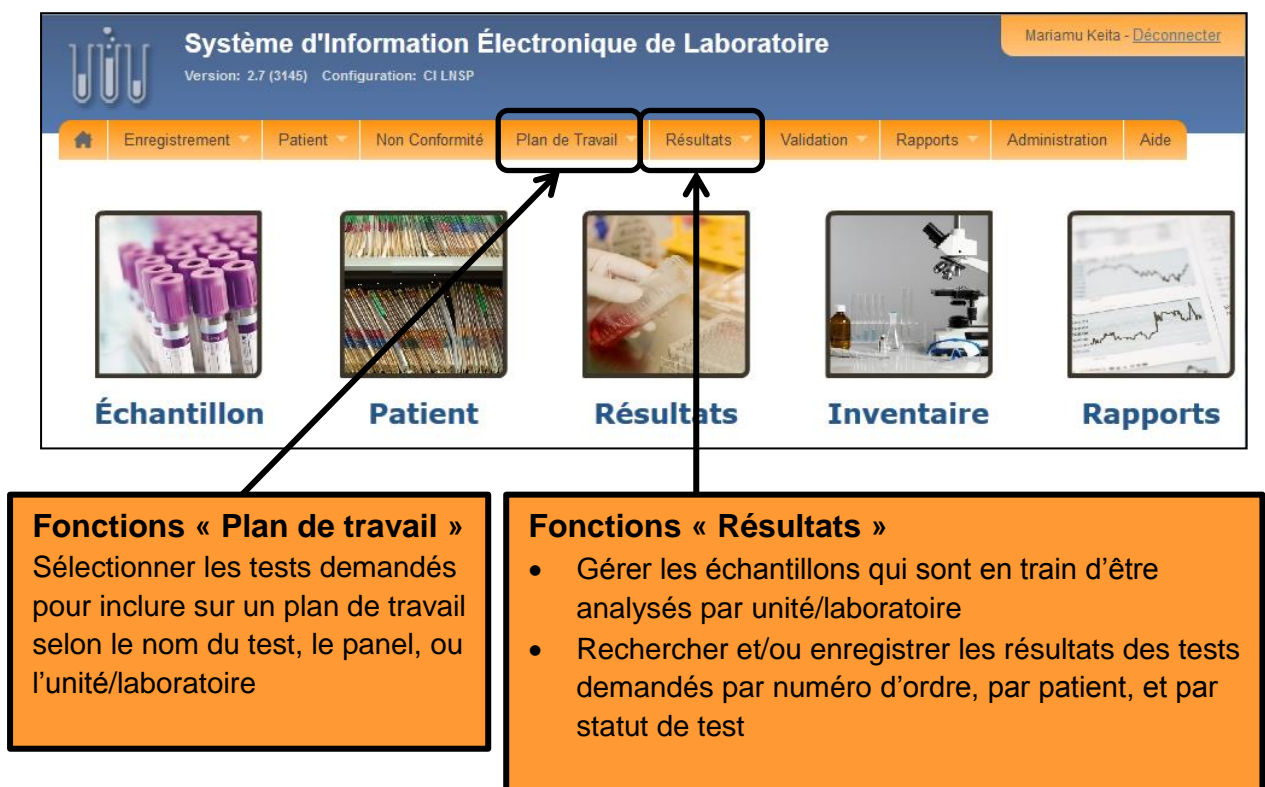 Système d'Information Électronique de Laboratoire
Mariamu Keita - Déconnecter
Version: 2.7 (3145) Configuration: CI LNSP
Enregistrement Patient Non Conformité Plan de Travail Résultats Validation Rapports Administration Aide
Échantillon Patient Résultats Inventaire Rapports
Fonctions « Plan de travail »
Sélectionner les tests demandés
pour inclure sur un plan de travail
selon le nom du test, le panel, ou
l’unité/laboratoire
Fonctions « Résultats »
• Gérer les échantillons qui sont en train d’être
analysés par unité/laboratoire
• Rechercher et/ou enregistrer les résultats des tests
demandés par numéro d’ordre, par patient, et par
statut de test